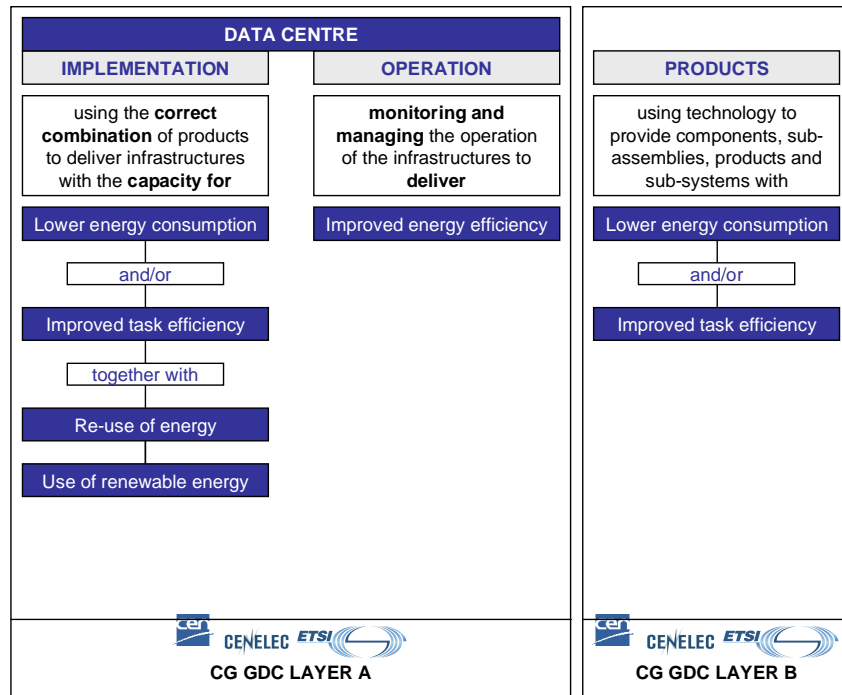 DATA CENTRE
IMPLEMENTATION
using the correct
combination of products
to deliver infrastructures
with the capacity for
Lower energy consumption
and/or
Improved task efficiency
together with
Re-use of energy
Use of renewable energy
OPERATION
monitoring and
managing the operation
of the infrastructures to
deliver
Improved energy efficiency
cen
CENELEC
ETSI
CG GDC LAYER A
PRODUCTS
using technology to
provide components, sub-
assemblies, products and
sub-systems with
Lower energy consumption
and/or
Improved task efficiency
cen
CENELEC
ETSI
CG GDC LAYER B